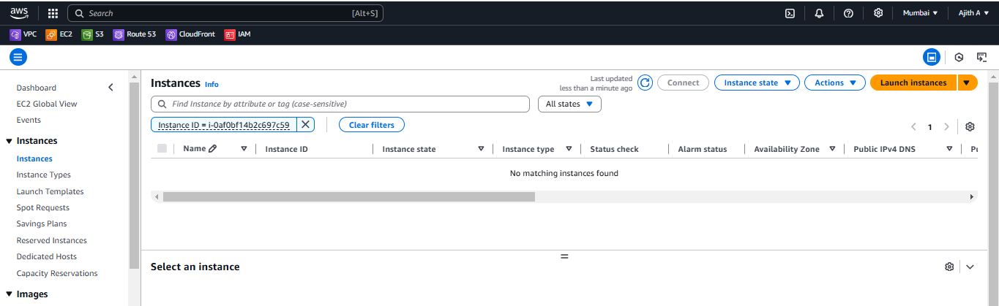 aws Search [Alt+S] Mumbai Ajith A
VPC EC2 S3 Route 53 CloudFront IAM
Dashboard
EC2 Global View
Events
Instances
Instances
Instance Types
Launch Templates
Spot Requests
Savings Plans
Reserved Instances
Dedicated Hosts
Capacity Reservations
Images
Instances Info
Last updated
less than a minute ago
Connect Instance state Actions Launch instances
Find Instance by attribute or tag (case-sensitive) All states
Instance ID = i-0af0bf14b2c697c59 Clear filters 1
Name Instance ID Instance state Instance type Status check Alarm status Availability Zone Public IPv4 DNS
No matching instances found
Select an instance